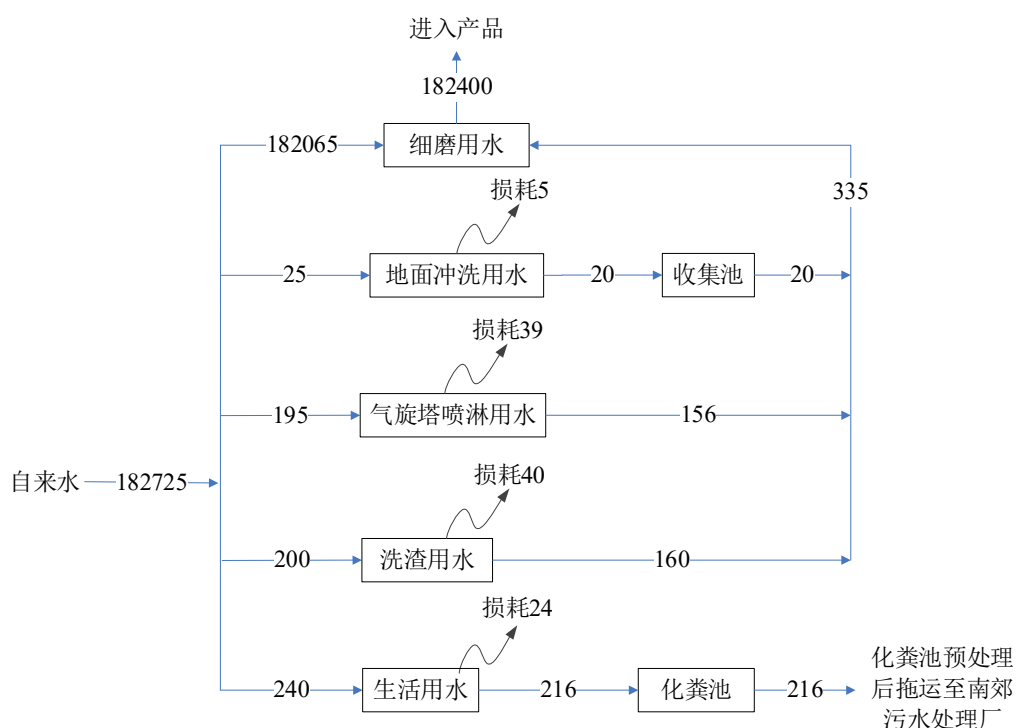 进入产品
182400
182065
细磨用水
335
损耗5
25
地面冲洗用水
20
收集池
20
损耗39
195
气旋塔喷淋用水
156
自来水
182725
损耗40
200
洗渣用水
160
损耗24
240
生活用水
216
化粪池
216
化粪池预处理
后拖运至南郊
污水处理厂